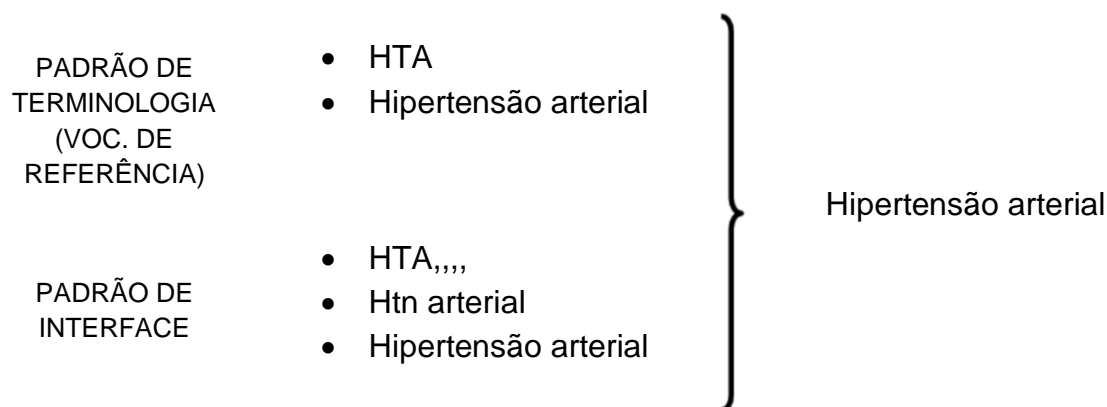 PADRÃO DE
TERMINOLOGIA
(VOC. DE
REFERÊNCIA)
• HTA
• Hipertensão arterial
PADRÃO DE
INTERFACE
• HTA,,,,
• Htn arterial
• Hipertensão arterial
Hipertensão arterial